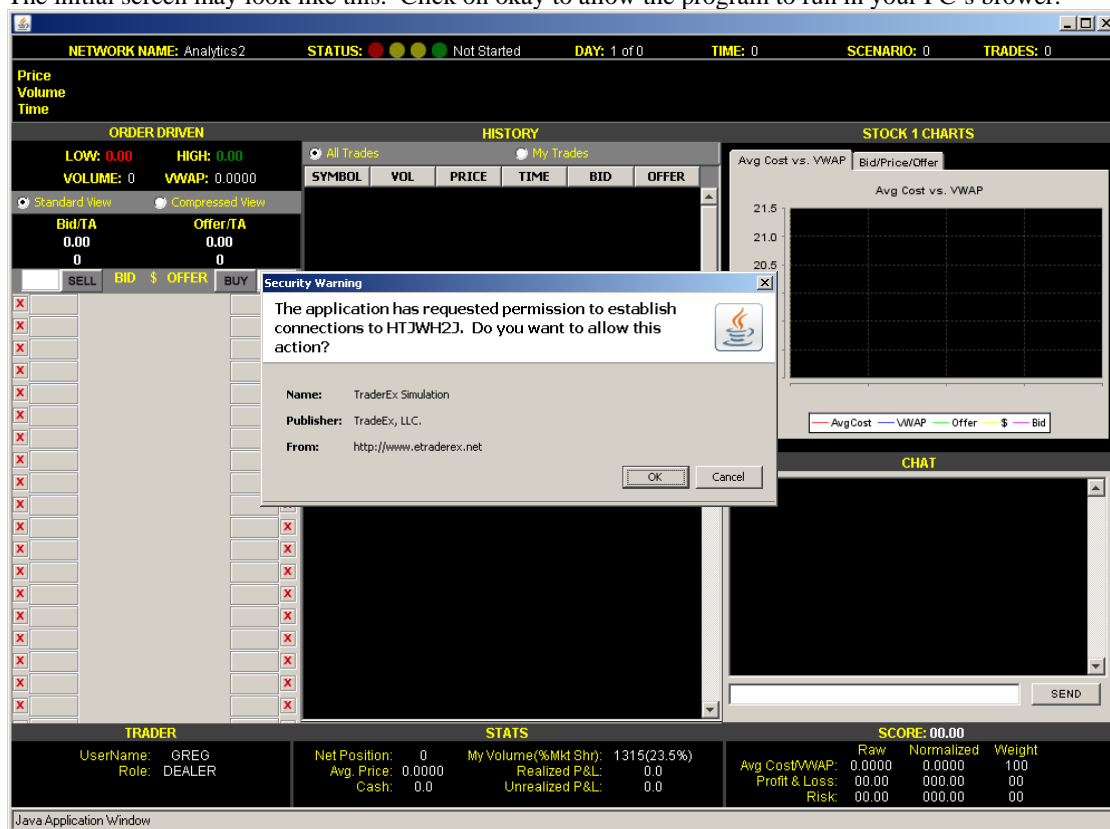 The initial screen may look like this. Click on okay to allow the program to run in your PC's brower.
NETWORK NAME: Analytics2 STATUS: Not Started DAY: 1 of 0 TIME: 0 SCENARIO: 0 TRADES: 0
Price
Volume
Time
ORDER DRIVEN
LOW: 0.00 HIGH: 0.00
VOLUME: 0 VWAP: 0.0000
Standard View Compressed View
Bid/TA Offer/TA
0.00 0.00
0 0
SELL BID $ OFFER BUY
HISTORY
All Trades My Trades
SYMBOL VOL PRICE TIME BID OFFER
STOCK 1 CHARTS
Avg Cost vs. VWAP Bid/Price/Offer
Avg Cost vs. VWAP
21.5
21.0
20.5
AvgCost VWAP Offer $ Bid
Security Warning
The application has requested permission to establish
connections to HTJWH2J. Do you want to allow this
action?
Name: TraderEx Simulation
Publisher: TradeEx, LLC.
From: http://www.etraderex.net
OK Cancel
CHAT
SEND
TRADER
UserName: GREG
Role: DEALER
STATS
Net Position: 0 My Volume(%Mkt Shr): 1315(23.5%)
Avg. Price: 0.0000 Realized P&L: 0.0
Cash: 0.0 Unrealized P&L: 0.0
SCORE: 00.00
Raw Normalized Weight
Avg Cost/VWAP: 0.0000 0.0000 100
Profit & Loss: 00.00 000.00 00
Risk: 00.00 000.00 00
Java Application Window